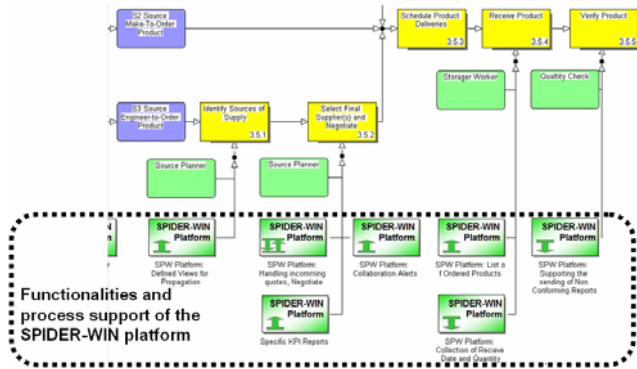 S2 Source
Make-To-Order
Product
Schedule Product
Deliveries
3.5.3
Receive Product
3.5.4
Verify Product
3.5.5
Storager Worker
Qualtity Check
S3 Source
Engineer-to-Order
Product
Identify Sources of
Supply
3.5.1
Select Final
Supplier(s) and
Negotiate
3.5.2
Source Planner
Source Planner
SPIDER-WIN
Platform
SPW Platform:
Defined Views for
Propagation
SPIDER-WIN
Platform
SPW Platform:
Handling incomming
quotes, Negotiate
SPIDER-WIN
Platform
SPW Platform:
Collaboration Alerts
SPIDER-WIN
Platform
SPW Platform: List o
f Ordered Products
SPIDER-WIN
Platform
SPW Platform:
Supporting the
sending of Non
Conforming Reports
Functionalities and
process support of the
SPIDER-WIN platform
SPIDER-WIN
Platform
Specific KPI Reports
SPIDER-WIN
Platform
SPW Platform:
Collection of Recieve
Date and Quantity